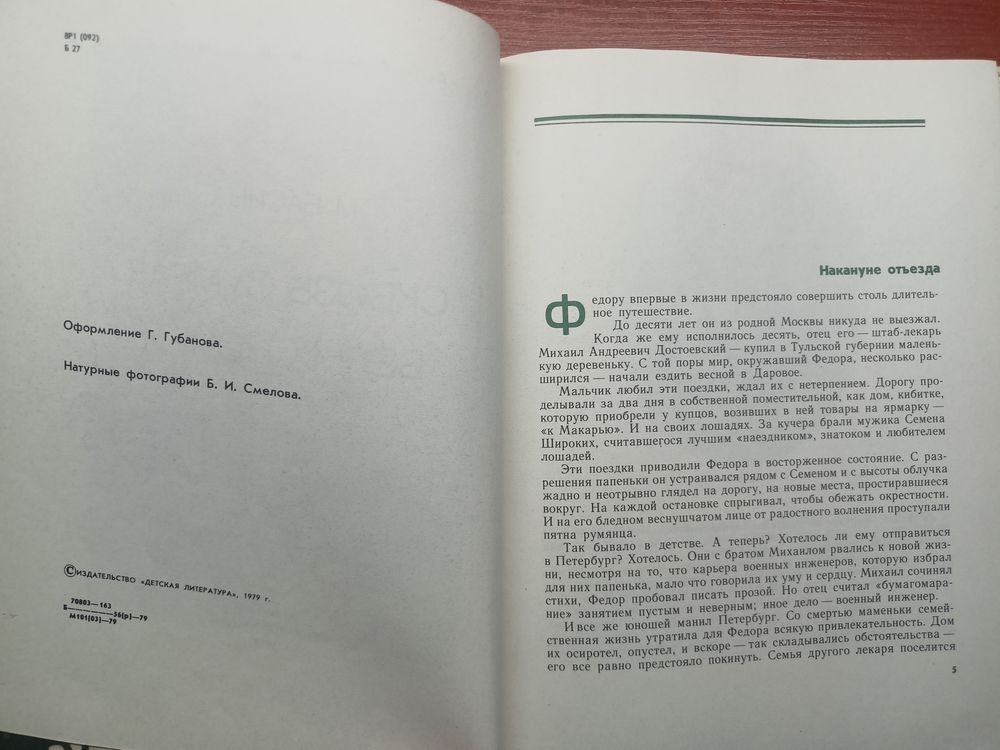 ВР1 (092)
Б 27
Оформление Г. Губанова.
Натурные фотографии Б. И. Смелова.
© ИЗДАТЕЛЬСТВО «ДЕТСКАЯ ЛИТЕРАТУРА», 1979 г.
70803—163
Б————56(р)—79
М101(03)—79
Накануне отъезда
Федору впервые в жизни предстояло совершить столь длитель-
ное путешествие.
До десяти лет он из родной Москвы никуда не выезжал.
Когда же ему исполнилось десять, отец его — штаб-лекарь
Михаил Андреевич Достоевский — купил в Тульской губернии малень-
кую деревеньку. С той поры мир, окружавший Федора, несколько рас-
ширился — начали ездить весной в Даровое.
Мальчик любил эти поездки, ждал их с нетерпением. Дорогу про-
делывали за два дня в собственной поместительной, как дом, кибитке,
которую приобрели у купцов, возивших в ней товары на ярмарку —
«к Макарью». И на своих лошадях. За кучера брали мужика Семена
Широких, считавшегося лучшим «наездником», знатоком и любителем
лошадей.
Эти поездки приводили Федора в восторженное состояние. С раз-
решения папеньки он устраивался рядом с Семеном и с высоты облучка
жадно и неотрывно глядел на дорогу, на новые места, простиравшиеся
вокруг. На каждой остановке спрыгивал, чтобы обежать окрестности.
И на его бледном веснушчатом лице от радостного волнения проступали
пятна румянца.
Так бывало в детстве. А теперь? Хотелось ли ему отправиться
в Петербург? Хотелось. Они с братом Михаилом рвались к новой жиз-
ни, несмотря на то, что карьера военных инженеров, которую избрал
для них папенька, мало что говорила их уму и сердцу. Михаил сочинял
стихи, Федор пробовал писать прозой. Но отец считал «бумагомара-
ние» занятием пустым и неверным; иное дело — военный инженер.
И все же юношей манил Петербург. Со смертью маменьки семей-
ственная жизнь утратила для Федора всякую привлекательность. Дом
их осиротел, опустел, и вскоре — так складывались обстоятельства —
его все равно предстояло покинуть. Семья другого лекаря поселится
5